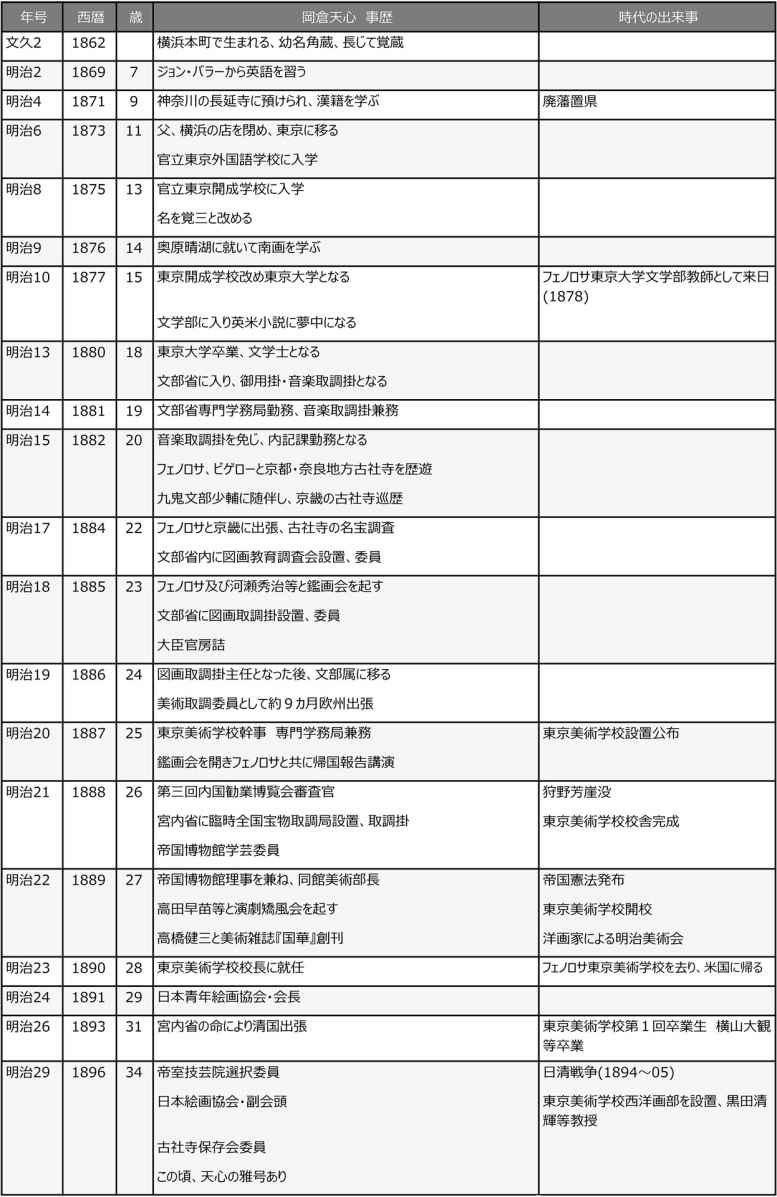 年号 西暦 歳 岡倉天心 事歴 時代の出来事
文久2 1862 横浜本町で生まれる、幼名角蔵、長じて覚蔵
明治2 1869 7 ジョン・バラーから英語を習う
明治4 1871 9 神奈川の長延寺に預けられ、漢籍を学ぶ 廃藩置県
明治6 1873 11 父、横浜の店を閉め、東京に移る
官立東京外国語学校に入学
明治8 1875 13 官立東京開成学校に入学
名を覚三と改める
明治9 1876 14 奥原晴湖に就いて南画を学ぶ
明治10 1877 15 東京開成学校改め東京大学となる フェノロサ東京大学文学部教師として来日
(1878)
文学部に入り英米小説に夢中になる
明治13 1880 18 東京大学卒業、文学士となる
文部省に入り、御用掛・音楽取調掛となる
明治14 1881 19 文部省専門学務局勤務、音楽取調掛兼務
明治15 1882 20 音楽取調掛を免じ、内記課勤務となる
フェノロサ、ビゲローと京都・奈良地方古社寺を歴遊
九鬼文部少輔に随伴し、京畿の古社寺巡歴
明治17 1884 22 フェノロサと京畿に出張、古社寺の名宝調査
文部省内に図画教育調査会設置、委員
明治18 1885 23 フェノロサ及び河瀬秀治等と鑑画会を起す
文部省に図画取調掛設置、委員
大臣官房詰
明治19 1886 24 図画取調掛主任となった後、文部属に移る
美術取調委員として約9カ月欧州出張
明治20 1887 25 東京美術学校幹事 専門学務局兼務 東京美術学校設置公布
鑑画会を開きフェノロサと共に帰国報告講演
明治21 1888 26 第三回内国勧業博覧会審査官 狩野芳崖没
宮内省に臨時全国宝物取調局設置、取調掛 東京美術学校校舎完成
帝国博物館学芸委員
明治22 1889 27 帝国博物館理事を兼ね、同館美術部長 帝国憲法発布
高田早苗等と演劇矯風会を起す 東京美術学校開校
高橋健三と美術雑誌『国華』創刊 洋画家による明治美術会
明治23 1890 28 東京美術学校校長に就任 フェノロサ東京美術学校を去り、米国に帰る
明治24 1891 29 日本青年絵画協会・会長
明治26 1893 31 宮内省の命により清国出張 東京美術学校第1回卒業生 横山大観
等卒業
明治29 1896 34 帝室技芸院選択委員 日清戦争(1894～05)
日本絵画協会・副会頭 東京美術学校西洋画部を設置、黒田清
輝等教授
古社寺保存会委員
この頃、天心の雅号あり